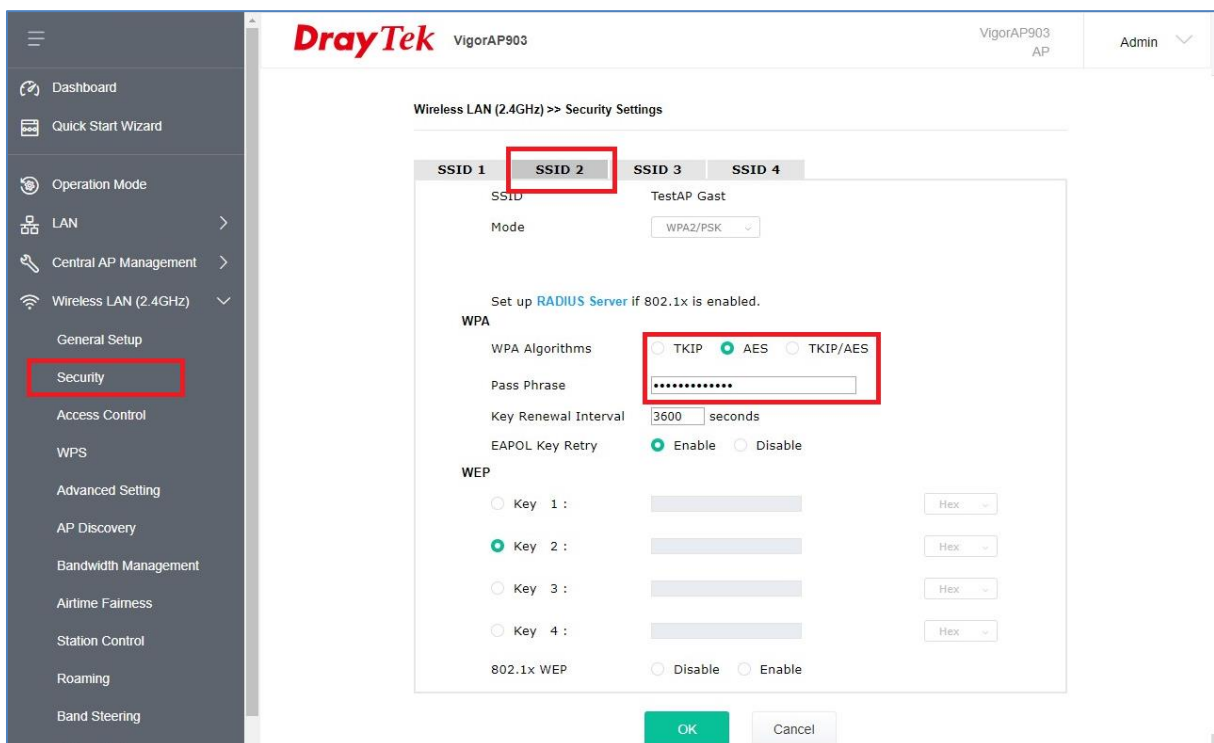 DrayTek VigorAP903
VigorAP903
AP
Admin
Dashboard
Quick Start Wizard
Operation Mode
LAN
Central AP Management
Wireless LAN (2.4GHz)
General Setup
Security
Access Control
WPS
Advanced Setting
AP Discovery
Bandwidth Management
Airtime Fairness
Station Control
Roaming
Band Steering
Wireless LAN (2.4GHz) >> Security Settings
SSID 1 SSID 2 SSID 3 SSID 4
SSID TestAP Gast
Mode WPA2/PSK
Set up RADIUS Server if 802.1x is enabled.
WPA
WPA Algorithms TKIP AES TKIP/AES
Pass Phrase •••••••••••••
Key Renewal Interval 3600 seconds
EAPOL Key Retry Enable Disable
WEP
Key 1 : Hex
Key 2 : Hex
Key 3 : Hex
Key 4 : Hex
802.1x WEP Disable Enable
OK Cancel